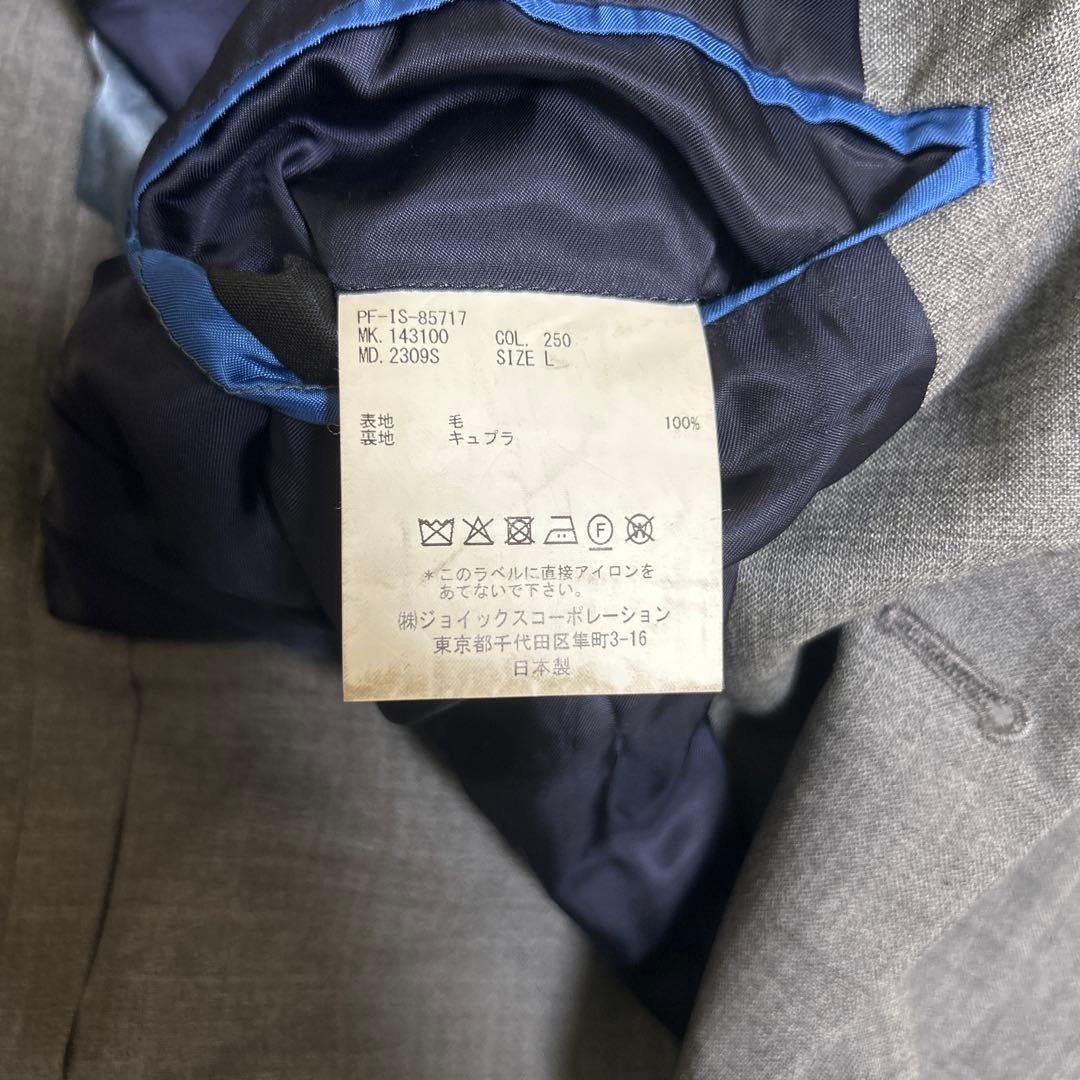 PF-IS-85717
MK. 143100 COL. 250
MD. 2309S SIZE L
表地 毛 100%
裏地 キュプラ
F
W
*このラベルに直接アイロンを
あてないで下さい。
㈱ジョイックスコーポレーション
東京都千代田区隼町3-16
日本製